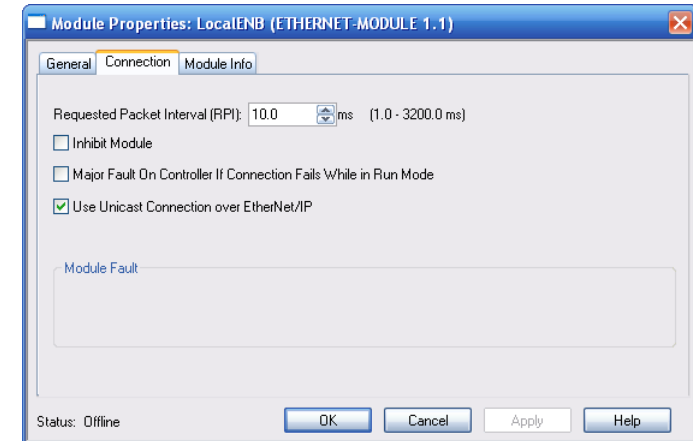 Module Properties: LocalENB (ETHERNET-MODULE 1.1)
General Connection Module Info
Requested Packet Interval (RPI): 10.0 ms (1.0 - 3200.0 ms)
Inhibit Module
Major Fault On Controller If Connection Fails While in Run Mode
Use Unicast Connection over EtherNet/IP
Module Fault
Status: Offline OK Cancel Apply Help